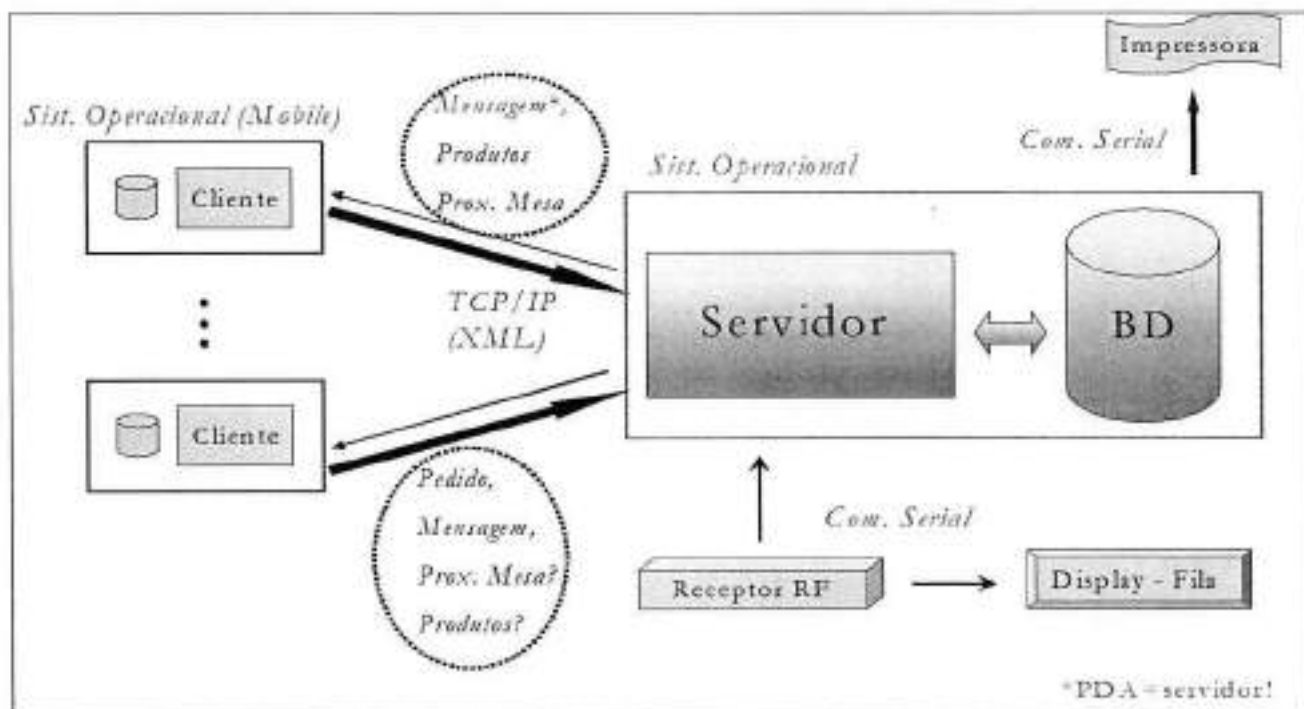 Impressora
Sist. Operacional (Mobile)
Mensagem*,
Produtos
Prox. Mesa
Com. Serial
Sist. Operacional
Cliente
TCP/IP
(XML)
Servidor
BD
Cliente
Pedido,
Mensagem,
Prox. Mesa?
Produtos?
Com. Serial
Receptor RF
Display - Fila
*PDA=servidor!